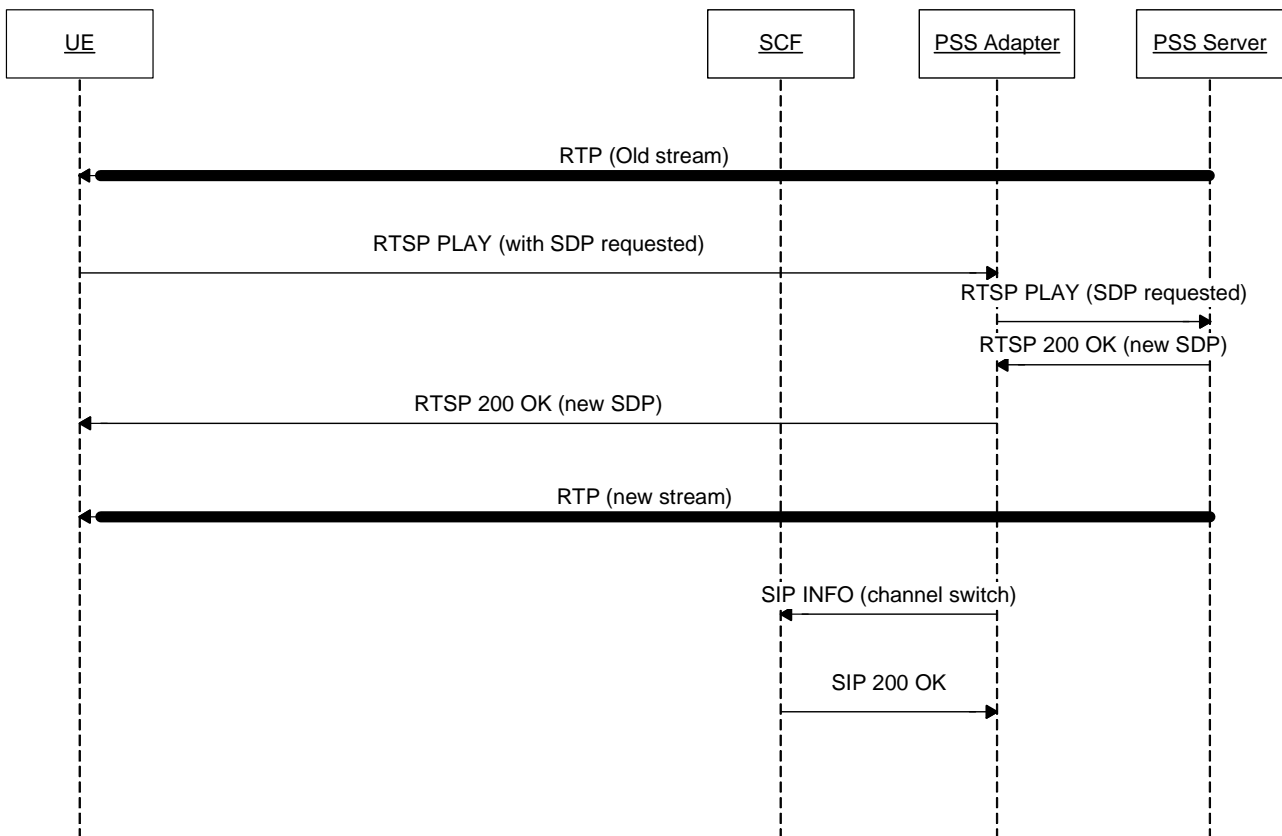 UE
SCF
PSS Adapter
PSS Server
RTP (Old stream)
RTSP PLAY (with SDP requested)
RTSP PLAY (SDP requested)
RTSP 200 OK (new SDP)
RTSP 200 OK (new SDP)
RTP (new stream)
SIP INFO (channel switch)
SIP 200 OK